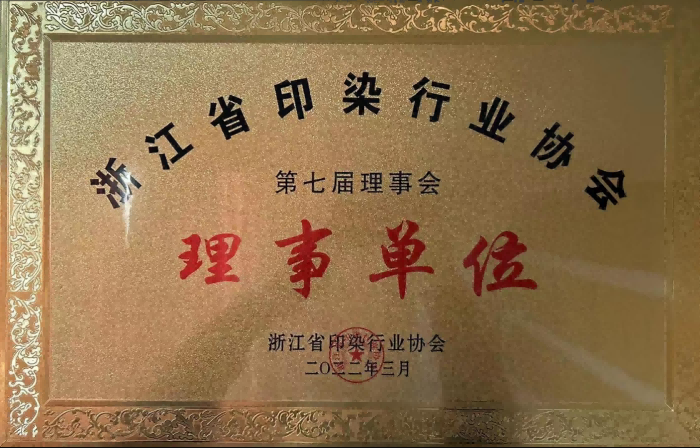 浙江省印染行业协会
第七届理事会
理事单位
浙江省印染行业协会
二〇二二年三月